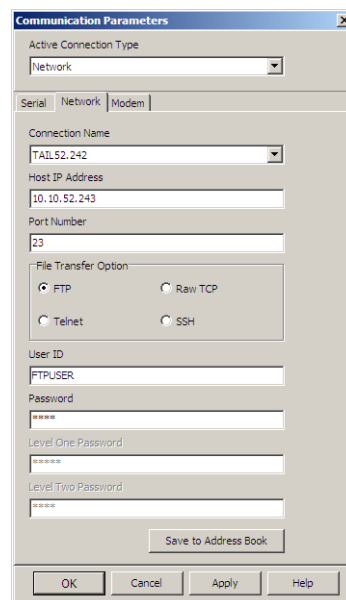 Communication Parameters
Active Connection Type
Network
Serial Network Modem
Connection Name
TAIL52.242
Host IP Address
10.10.52.243
Port Number
23
File Transfer Option
FTP Raw TCP
Telnet SSH
User ID
FTPUSER
Password
****
Level One Password
*****
Level Two Password
****
Save to Address Book
OK Cancel Apply Help